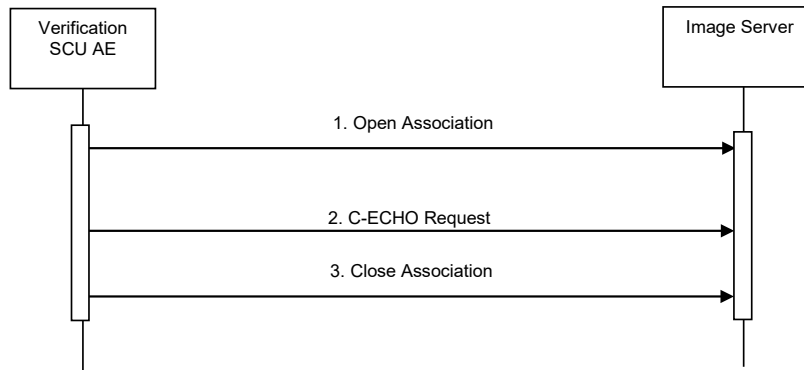 Verification
SCU AE
Image Server
1. Open Association
2. C-ECHO Request
3. Close Association